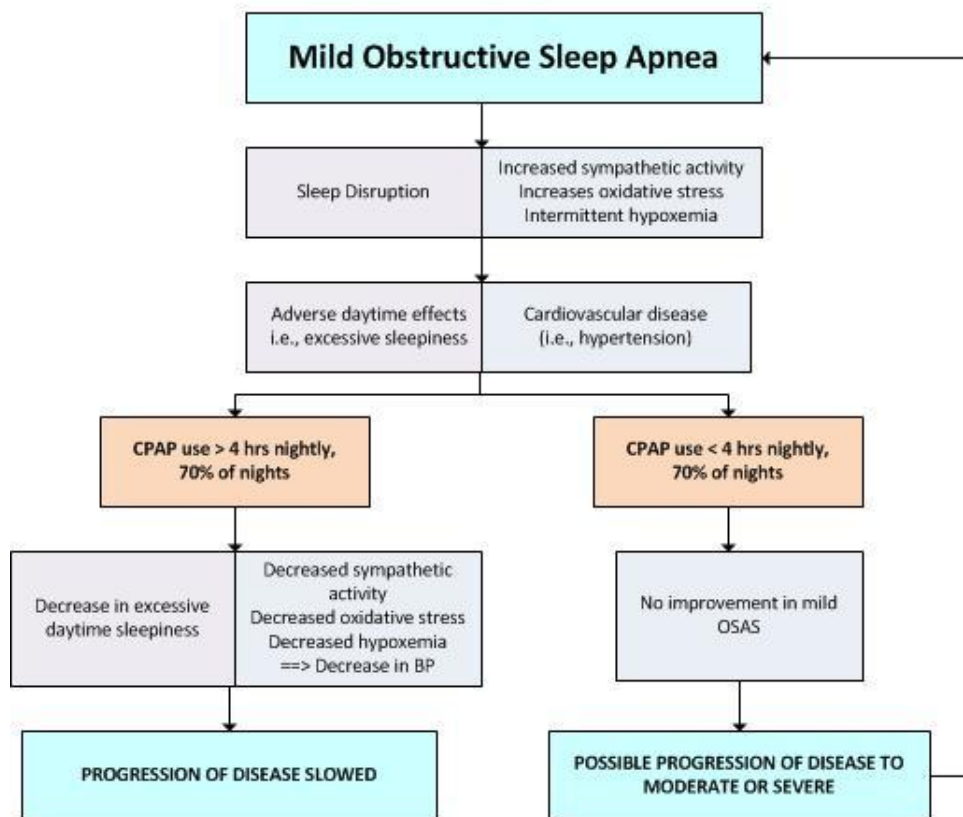 Mild Obstructive Sleep Apnea
Sleep Disruption
Increased sympathetic activity
Increases oxidative stress
Intermittent hypoxemia
Adverse daytime effects
i.e., excessive sleepiness
Cardiovascular disease
(i.e., hypertension)
CPAP use > 4 hrs nightly,
70% of nights
CPAP use < 4 hrs nightly,
70% of nights
Decrease in excessive
daytime sleepiness
Decreased sympathetic
activity
Decreased oxidative stress
Decreased hypoxemia
==> Decrease in BP
No improvement in mild
OSAS
PROGRESSION OF DISEASE SLOWED
POSSIBLE PROGRESSION OF DISEASE TO
MODERATE OR SEVERE